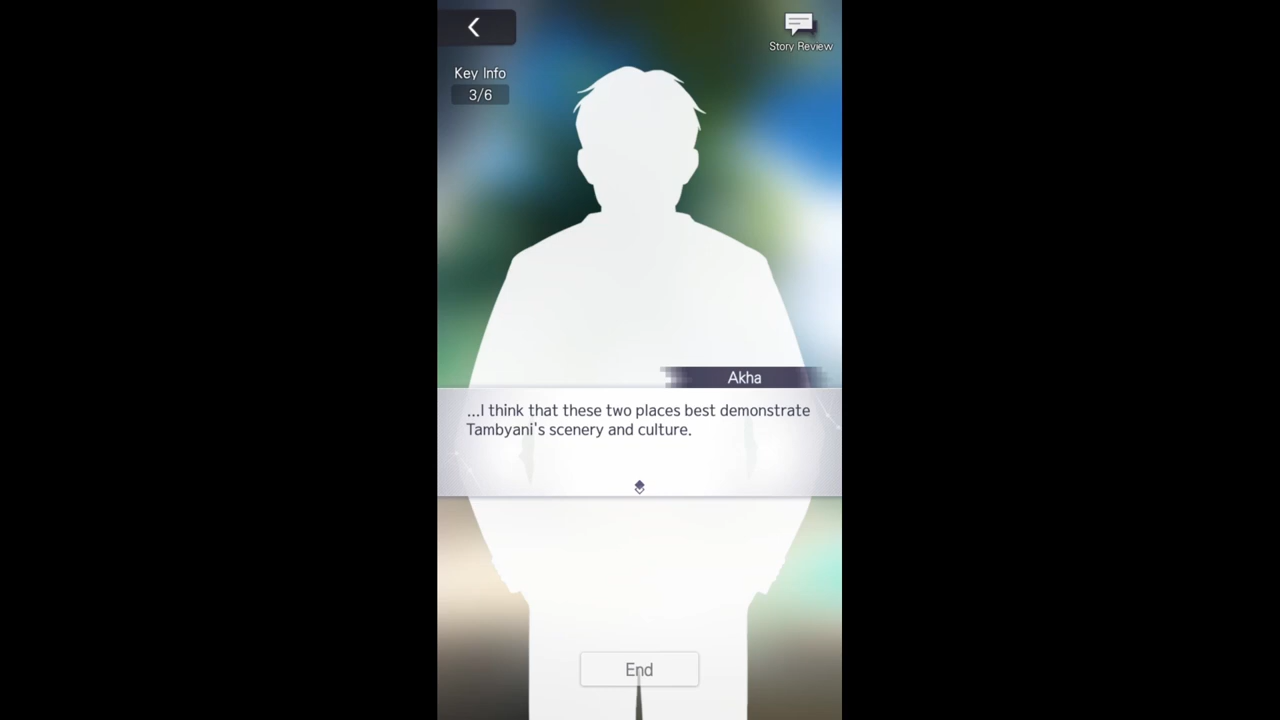 Story Review
Key Info
3/6
Akha
...I think that these two places best demonstrate
Tambyani's scenery and culture.
End